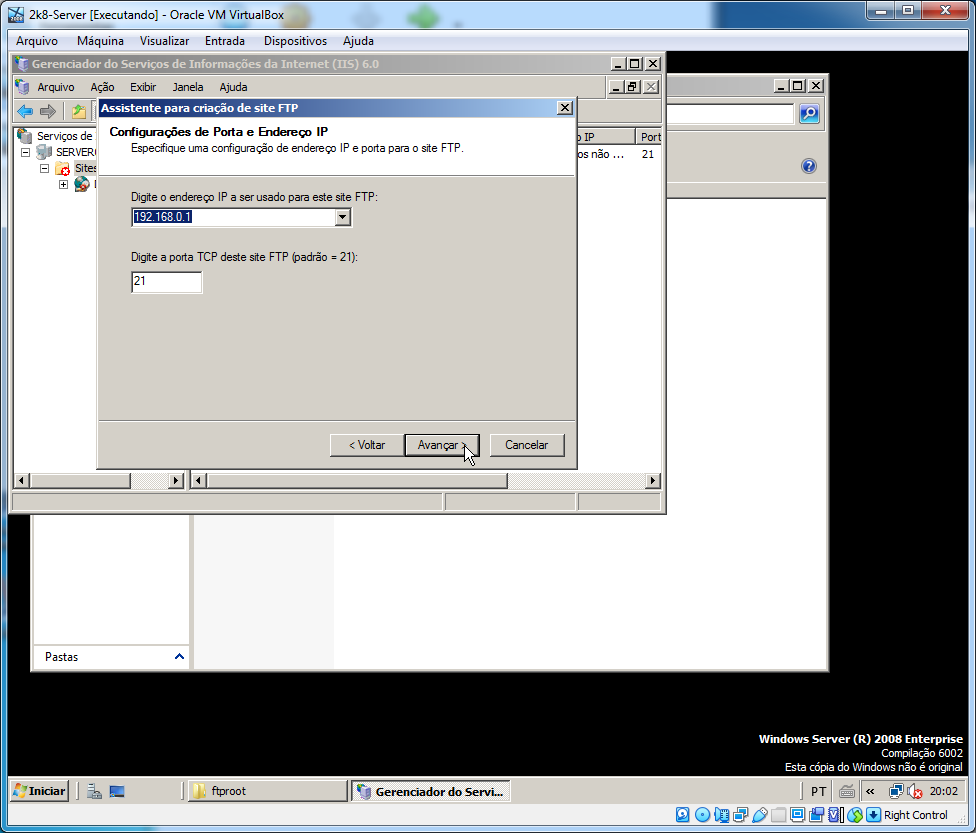 2k8-Server [Executando] - Oracle VM VirtualBox
Arquivo Máquina Visualizar Entrada Dispositivos Ajuda
Gerenciador do Serviços de Informações da Internet (IIS) 6.0
Arquivo Ação Exibir Janela Ajuda
Assistente para criação de site FTP
Configurações de Porta e Endereço IP
Especifique uma configuração de endereço IP e porta para o site FTP.
Serviços de
SERVER
Sites
IP Port
os não ... 21
Digite o endereço IP a ser usado para este site FTP:
192.168.0.1
Digite a porta TCP deste site FTP (padrão = 21):
21
< Voltar Avançar > Cancelar
Pastas
Windows Server (R) 2008 Enterprise
Compilação 6002
Esta cópia do Windows não é original
Iniciar ftproot Gerenciador do Servi... PT « 20:02
Right Control